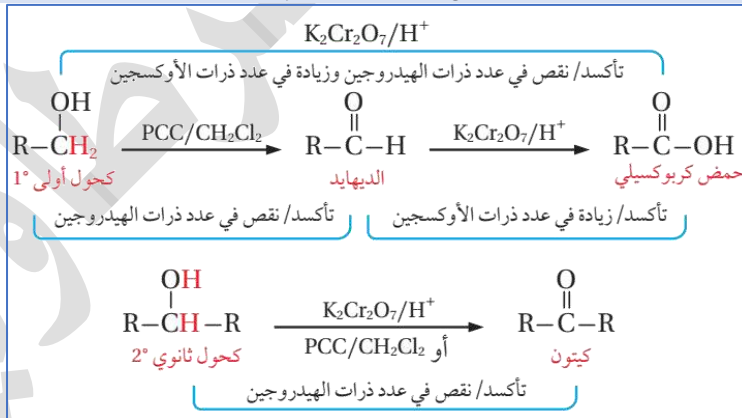 K₂Cr₂O₇/H⁺
تأكسد/ نقص في عدد ذرات الهيدروجين وزيادة في عدد ذرات الأوكسجين
OH
R–CH₂
كحول أولي °1
PCC/CH₂Cl₂
O
R–C–H
الديهايد
K₂Cr₂O₇/H⁺
O
R–C–OH
حمض كربوكسيلي
تأكسد/ نقص في عدد ذرات الهيدروجين
تأكسد/ زيادة في عدد ذرات الأوكسجين
OH
R–CH–R
كحول ثانوي °2
K₂Cr₂O₇/H⁺
أو PCC/CH₂Cl₂
O
R–C–R
كيتون
تأكسد/ نقص في عدد ذرات الهيدروجين